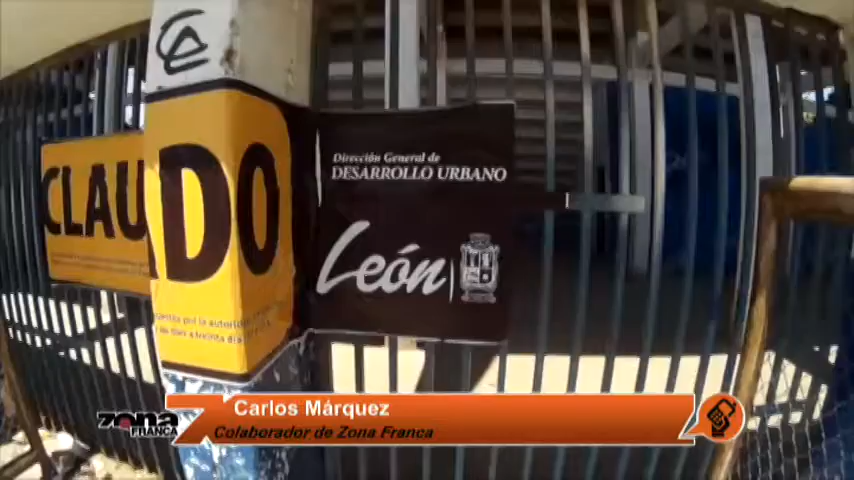 Dirección General de
DESARROLLO URBANO
CLAU
DO
León
Carlos Márquez
Colaborador de Zona Franca
zona
FRANCA